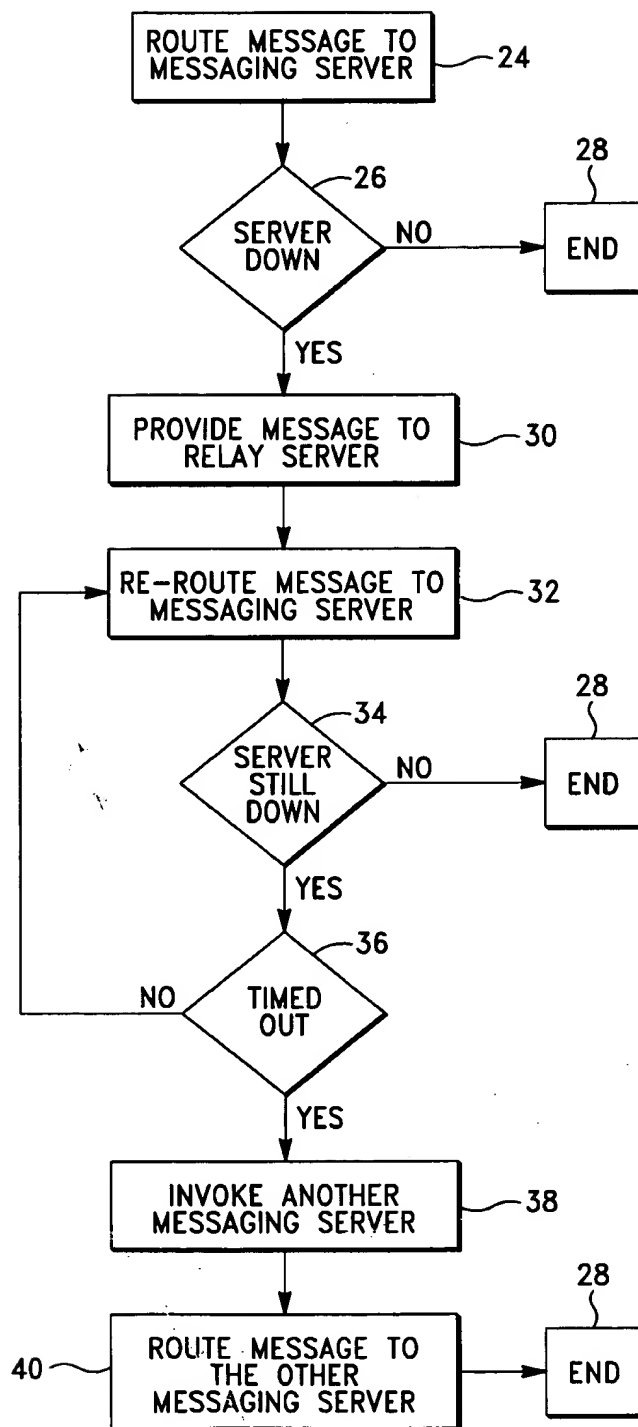 ROUTE MESSAGE TO
MESSAGING SERVER
24
26
28
SERVER
DOWN
NO
END
YES
PROVIDE MESSAGE TO
RELAY SERVER
30
RE-ROUTE MESSAGE TO
MESSAGING SERVER
32
34
28
SERVER
STILL
DOWN
NO
END
YES
36
NO
TIMED
OUT
YES
INVOKE ANOTHER
MESSAGING SERVER
38
28
40
ROUTE MESSAGE TO
THE OTHER
MESSAGING SERVER
END